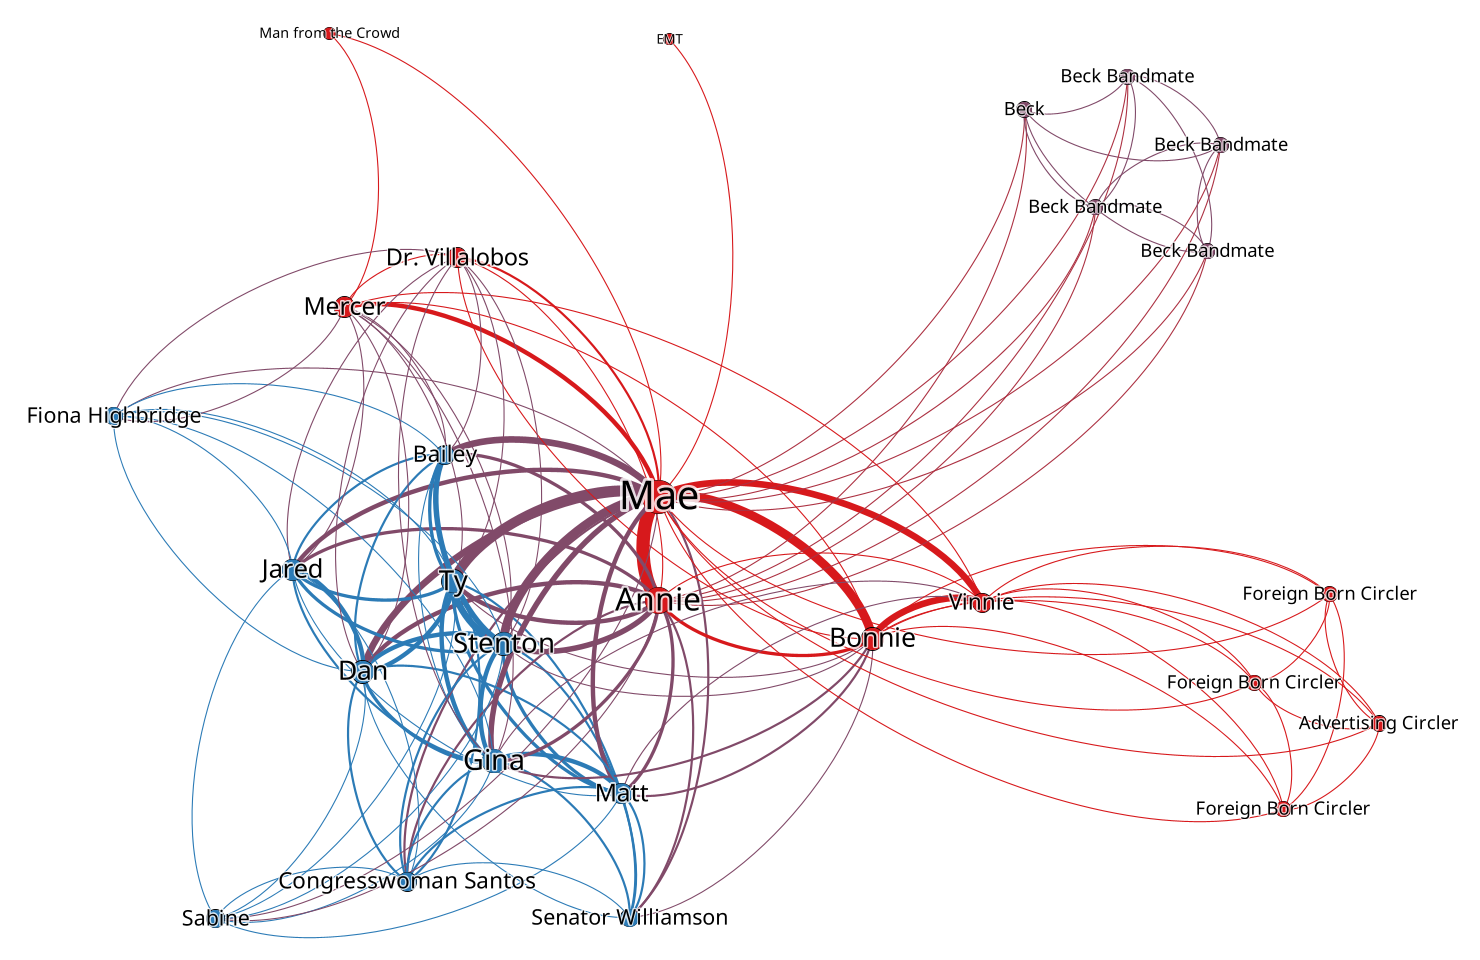 Man from the Crowd
EMT
Beck Bandmate
Beck
Beck Bandmate
Beck Bandmate
Beck Bandmate
Dr. Villalobos
Mercer
Fiona Highbridge
Bailey
Mae
Jared
Ty
Annie
Vinnie
Foreign Born Circler
Stenton
Bonnie
Dan
Foreign Born Circler
Advertising Circler
Gina
Matt
Foreign Born Circler
Congresswoman Santos
Sabine
Senator Williamson